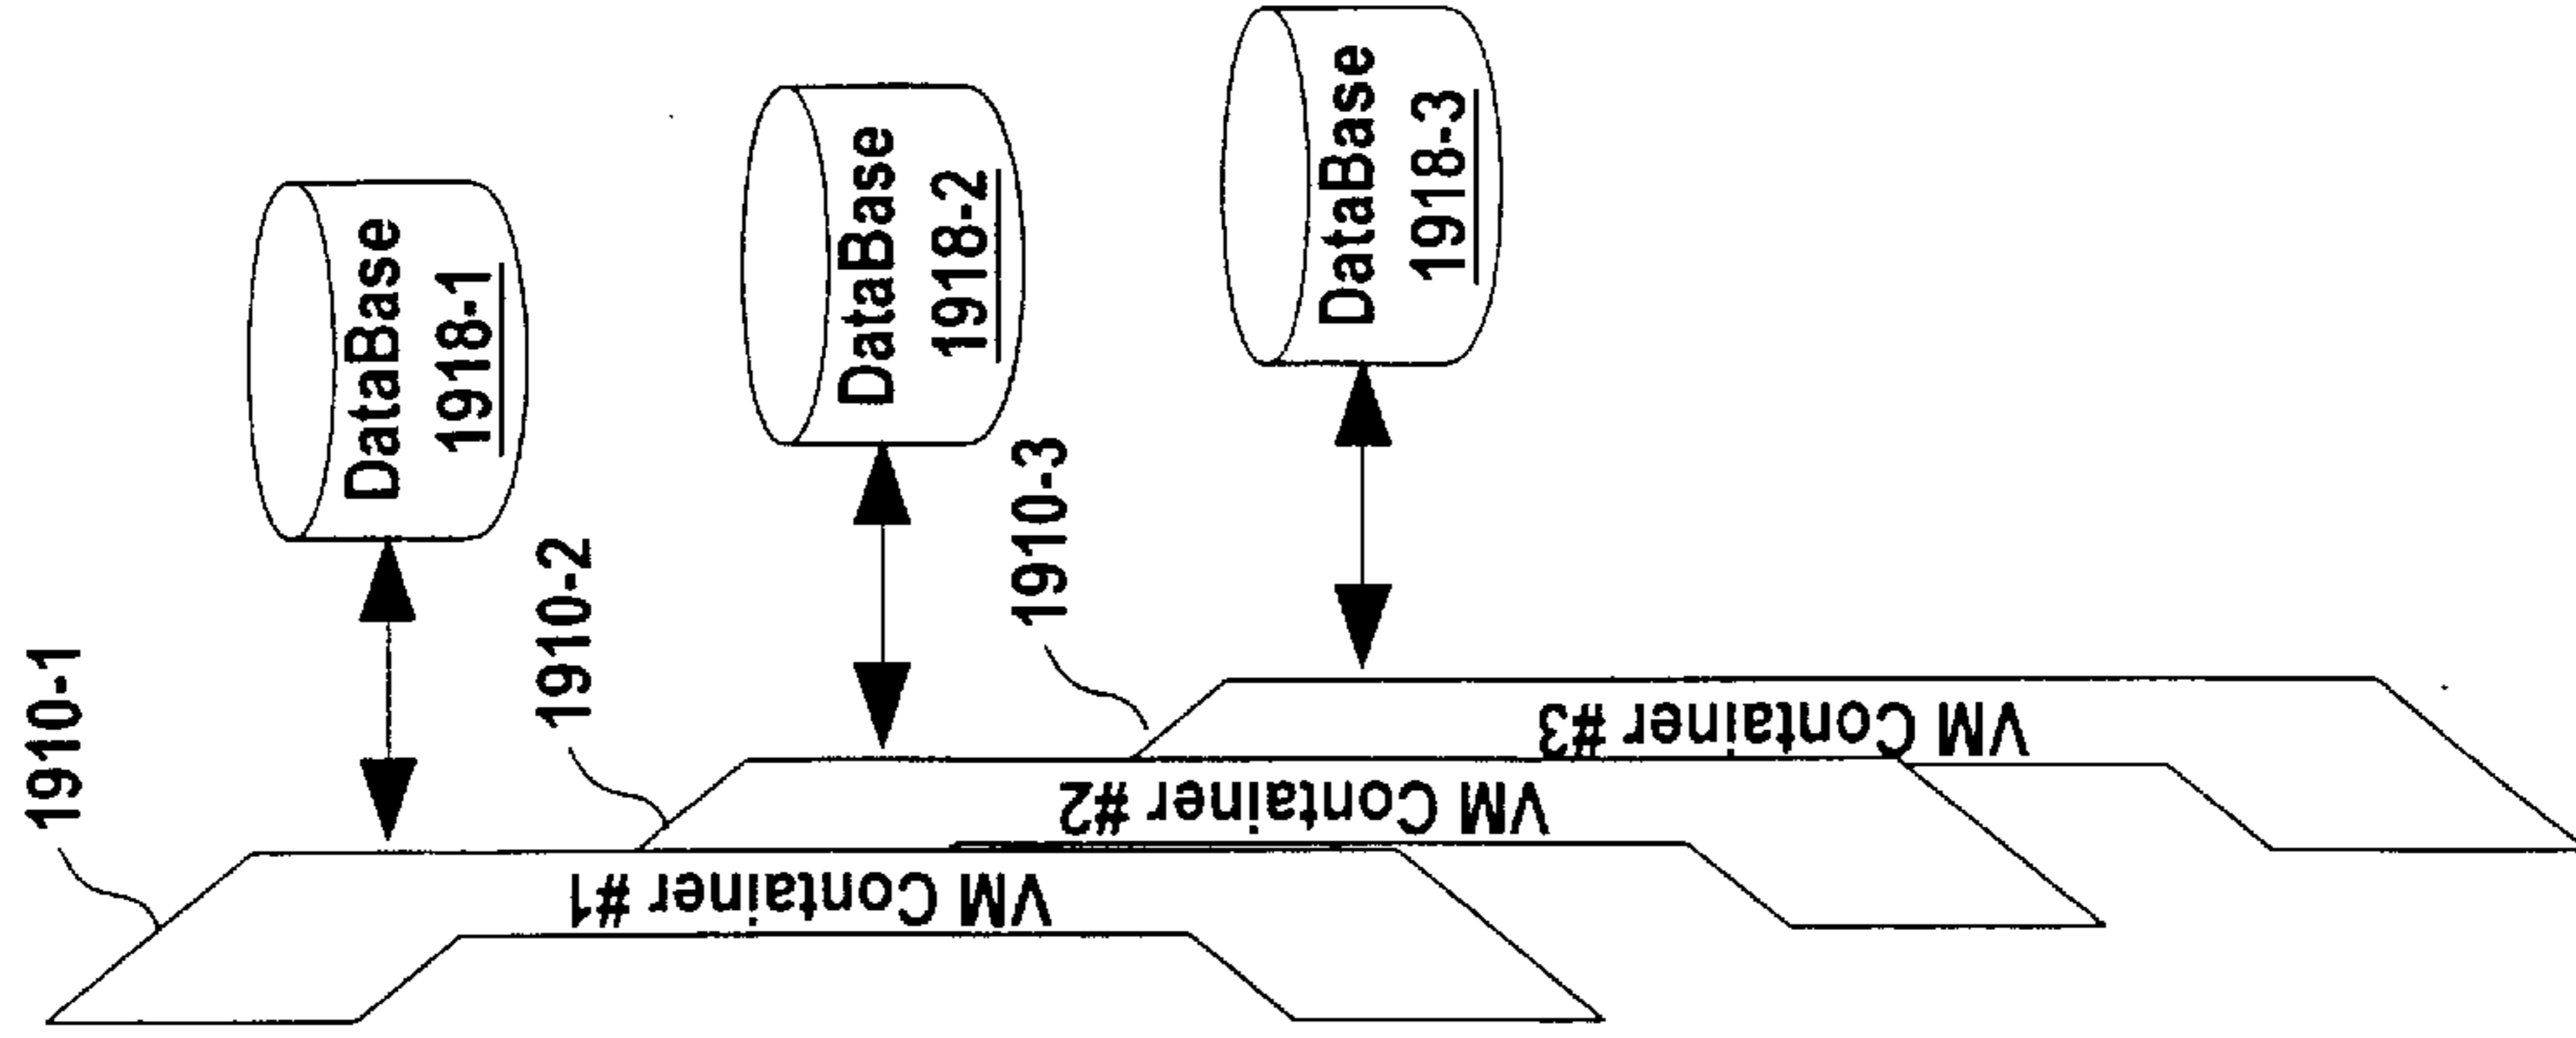 1910-1
DataBase
1918-1
VM Container #1
1910-2
DataBase
1918-2
VM Container #2
1910-3
DataBase
1918-3
VM Container #3